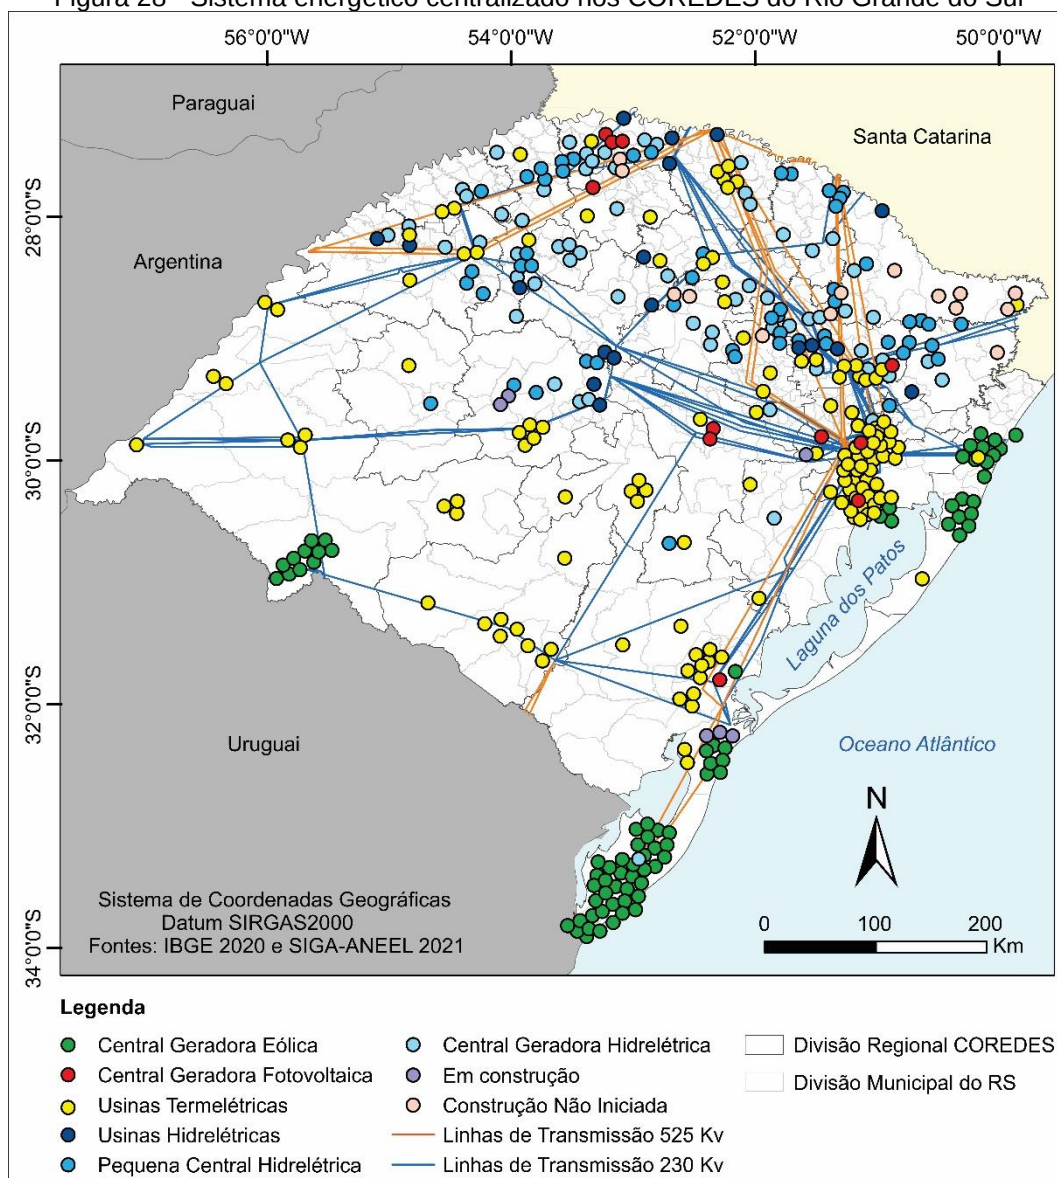 Figura 28 - Sistema energético centralizado nos COREDES do Rio Grande do Sul
56°0'0"W 54°0'0"W 52°0'0"W 50°0'0"W
Paraguai
Santa Catarina
28°0'0"S
Argentina
30°0'0"S
Laguna dos Patos
32°0'0"S
Uruguai
Oceano Atlântico
N
Sistema de Coordenadas Geográficas
Datum SIRGAS2000
Fontes: IBGE 2020 e SIGA-ANEEL 2021
0 100 200
Km
34°0'0"S
Legenda
Central Geradora Eólica
Central Geradora Fotovoltaica
Usinas Termelétricas
Usinas Hidrelétricas
Pequena Central Hidrelétrica
Central Geradora Hidrelétrica
Em construção
Construção Não Iniciada
Linhas de Transmissão 525 Kv
Linhas de Transmissão 230 Kv
Divisão Regional COREDES
Divisão Municipal do RS